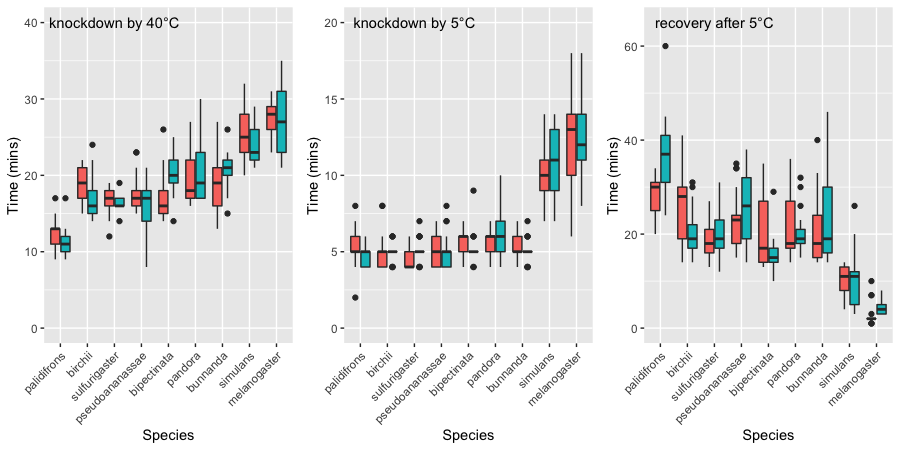 knockdown by 40°C
40
30
20
10
0
Time (mins)
palidifrons
birchii
sulfurigaster
pseudoananassae
bipectinata
pandora
bunnanda
simulans
melanogaster
Species
knockdown by 5°C
20
15
10
5
0
Time (mins)
palidifrons
birchii
sulfurigaster
pseudoananassae
bipectinata
pandora
bunnanda
simulans
melanogaster
Species
recovery after 5°C
60
40
20
0
Time (mins)
palidifrons
birchii
sulfurigaster
pseudoananassae
bipectinata
pandora
bunnanda
simulans
melanogaster
Species